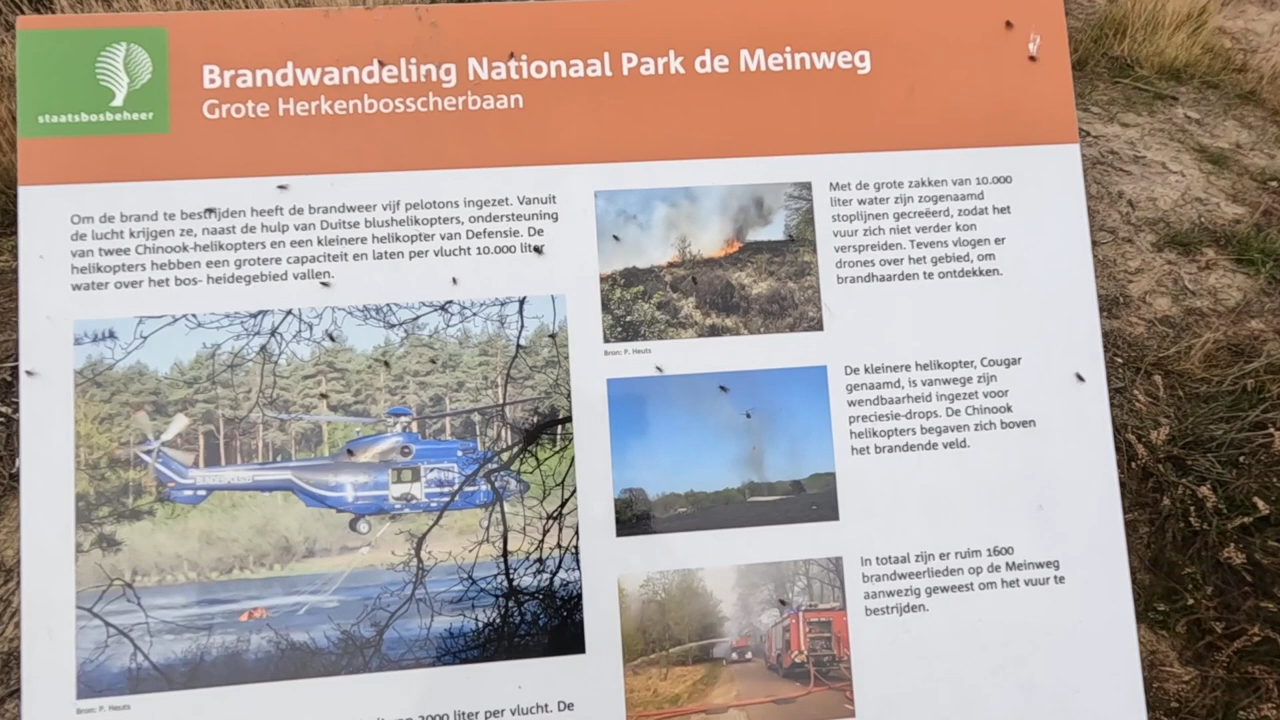 staatsbosbeheer
Brandwandeling Nationaal Park de Meinweg
Grote Herkenbosscherbaan
Om de brand te bestrijden heeft de brandweer vijf pelotons ingezet. Vanuit
de lucht krijgen ze, naast de hulp van Duitse blushelikopters, ondersteuning
van twee Chinook-helikopters en een kleinere helikopter van Defensie. De
helikopters hebben een grotere capaciteit en laten per vlucht 10.000 liter
water over het bos- heidegebied vallen.
BUNDESPOLIZEI
Bron: P. Heuts
2000 liter per vlucht. De
Met de grote zakken van 10.000
liter water zijn zogenaamd
stoplijnen gecreëerd, zodat het
vuur zich niet verder kon
verspreiden. Tevens vlogen er
drones over het gebied, om
brandhaarden te ontdekken.
Bron: P. Heuts
De kleinere helikopter, Cougar
genaamd, is vanwege zijn
wendbaarheid ingezet voor
preciesie-drops. De Chinook
helikopters begaven zich boven
het brandende veld.
In totaal zijn er ruim 1600
brandweerlieden op de Meinweg
aanwezig geweest om het vuur te
bestrijden.